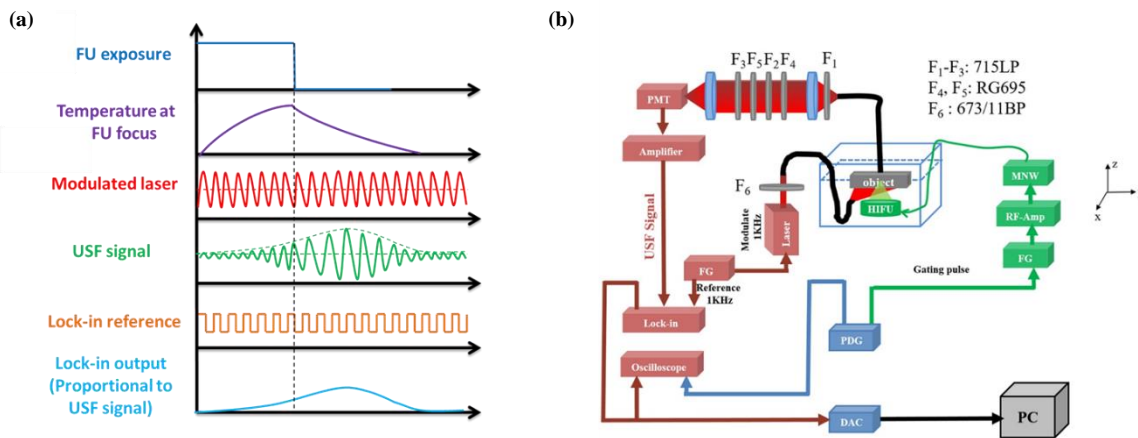 (a)
FU exposure
Temperature at
FU focus
Modulated laser
USF signal
Lock-in reference
Lock-in output
(Proportional to
USF signal)
(b)
F3F5F2F4 F1
F1-F3: 715LP
F4, F5: RG695
F6 : 673/11BP
PMT
Amplifier
F6
object
HIFU
MNW
RF-Amp
FG
z
x
USF Signal
Modulate
1KHz
Laser
FG
Reference
1KHz
Gating pulse
Lock-in
PDG
Oscilloscope
DAC
PC